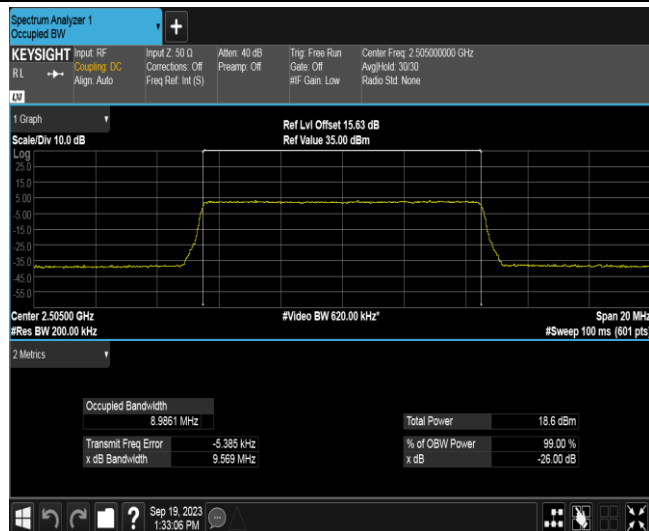 Spectrum Analyzer 1
Occupied BW
+
KEYSIGHT
RL
Input: RF
Coupling: DC
Align: Auto
Input Z: 50 Ω
Corrections: Off
Freq Ref: Int (S)
Atten: 40 dB
Preamp: Off
Trig: Free Run
Gate: Off
#IF Gain: Low
Center Freq: 2.505000000 GHz
Avg|Hold: 30/30
Radio Std: None
1 Graph
Scale/Div 10.0 dB
Ref Lvl Offset 15.63 dB
Ref Value 35.00 dBm
Log
25.0
15.0
5.00
-5.00
-15.0
-25.0
-35.0
-45.0
-55.0
Center 2.50500 GHz
#Res BW 200.00 kHz
#Video BW 620.00 kHz*
Span 20 MHz
#Sweep 100 ms (601 pts)
2 Metrics
Occupied Bandwidth
8.9861 MHz
Transmit Freq Error -5.385 kHz
x dB Bandwidth 9.569 MHz
Total Power 18.6 dBm
% of OBW Power 99.00 %
x dB -26.00 dB
?
Sep 19, 2023
1:33:06 PM